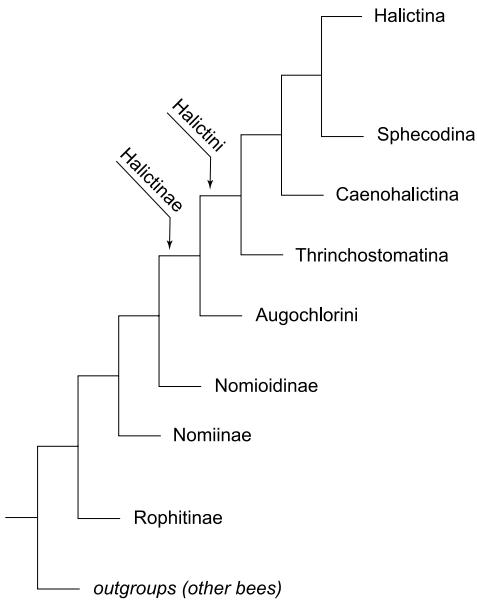 Halictina
Halictini
Sphecodina
Halictinae
Caenohalictina
Thrinchostomatina
Augochlorini
Nomioidinae
Nomiinae
Rophitinae
outgroups (other bees)